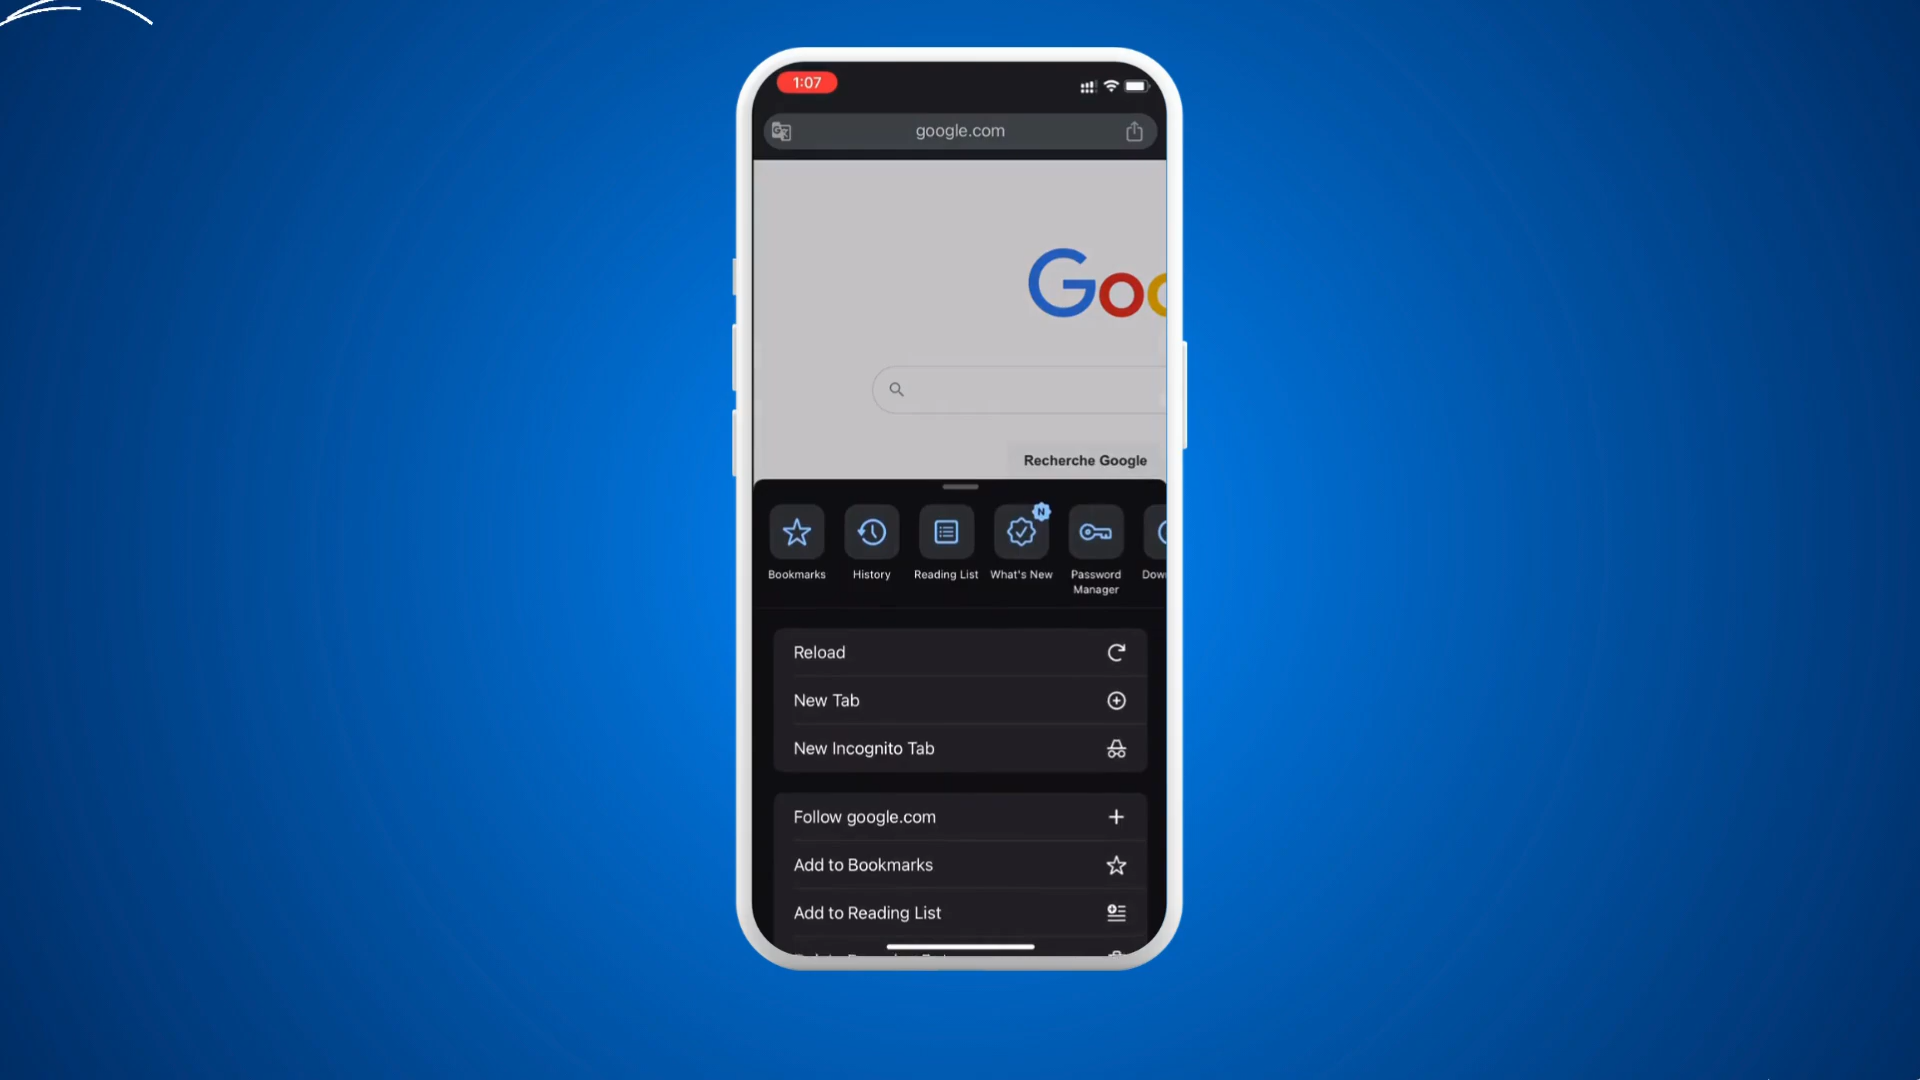 1:07
google.com
Goo
Recherche Google
N
Bookmarks
History
Reading List
What's New
Password
Manager
Reload
New Tab
New Incognito Tab
Follow google.com
Add to Bookmarks
Add to Reading List